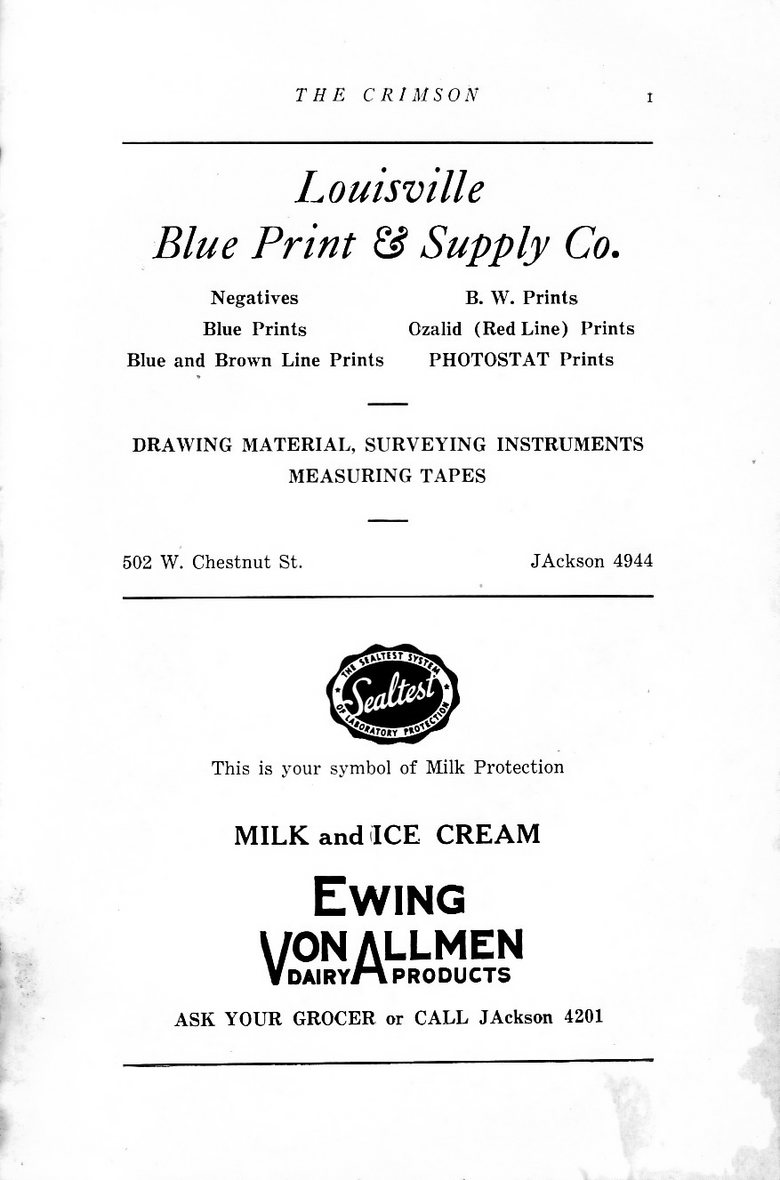 THE CRIMSON 1
Louisville
Blue Print & Supply Co.
Negatives B. W. Prints
Blue Prints Ozalid (Red Line) Prints
Blue and Brown Line Prints PHOTOSTAT Prints
DRAWING MATERIAL, SURVEYING INSTRUMENTS
MEASURING TAPES
502 W. Chestnut St. JAckson 4944
THE SEALTEST SYSTEM
Sealtest
OF LABORATORY PROTECTION
This is your symbol of Milk Protection
MILK and ICE CREAM
EWING
VON ALLMEN
DAIRY PRODUCTS
ASK YOUR GROCER or CALL JAckson 4201